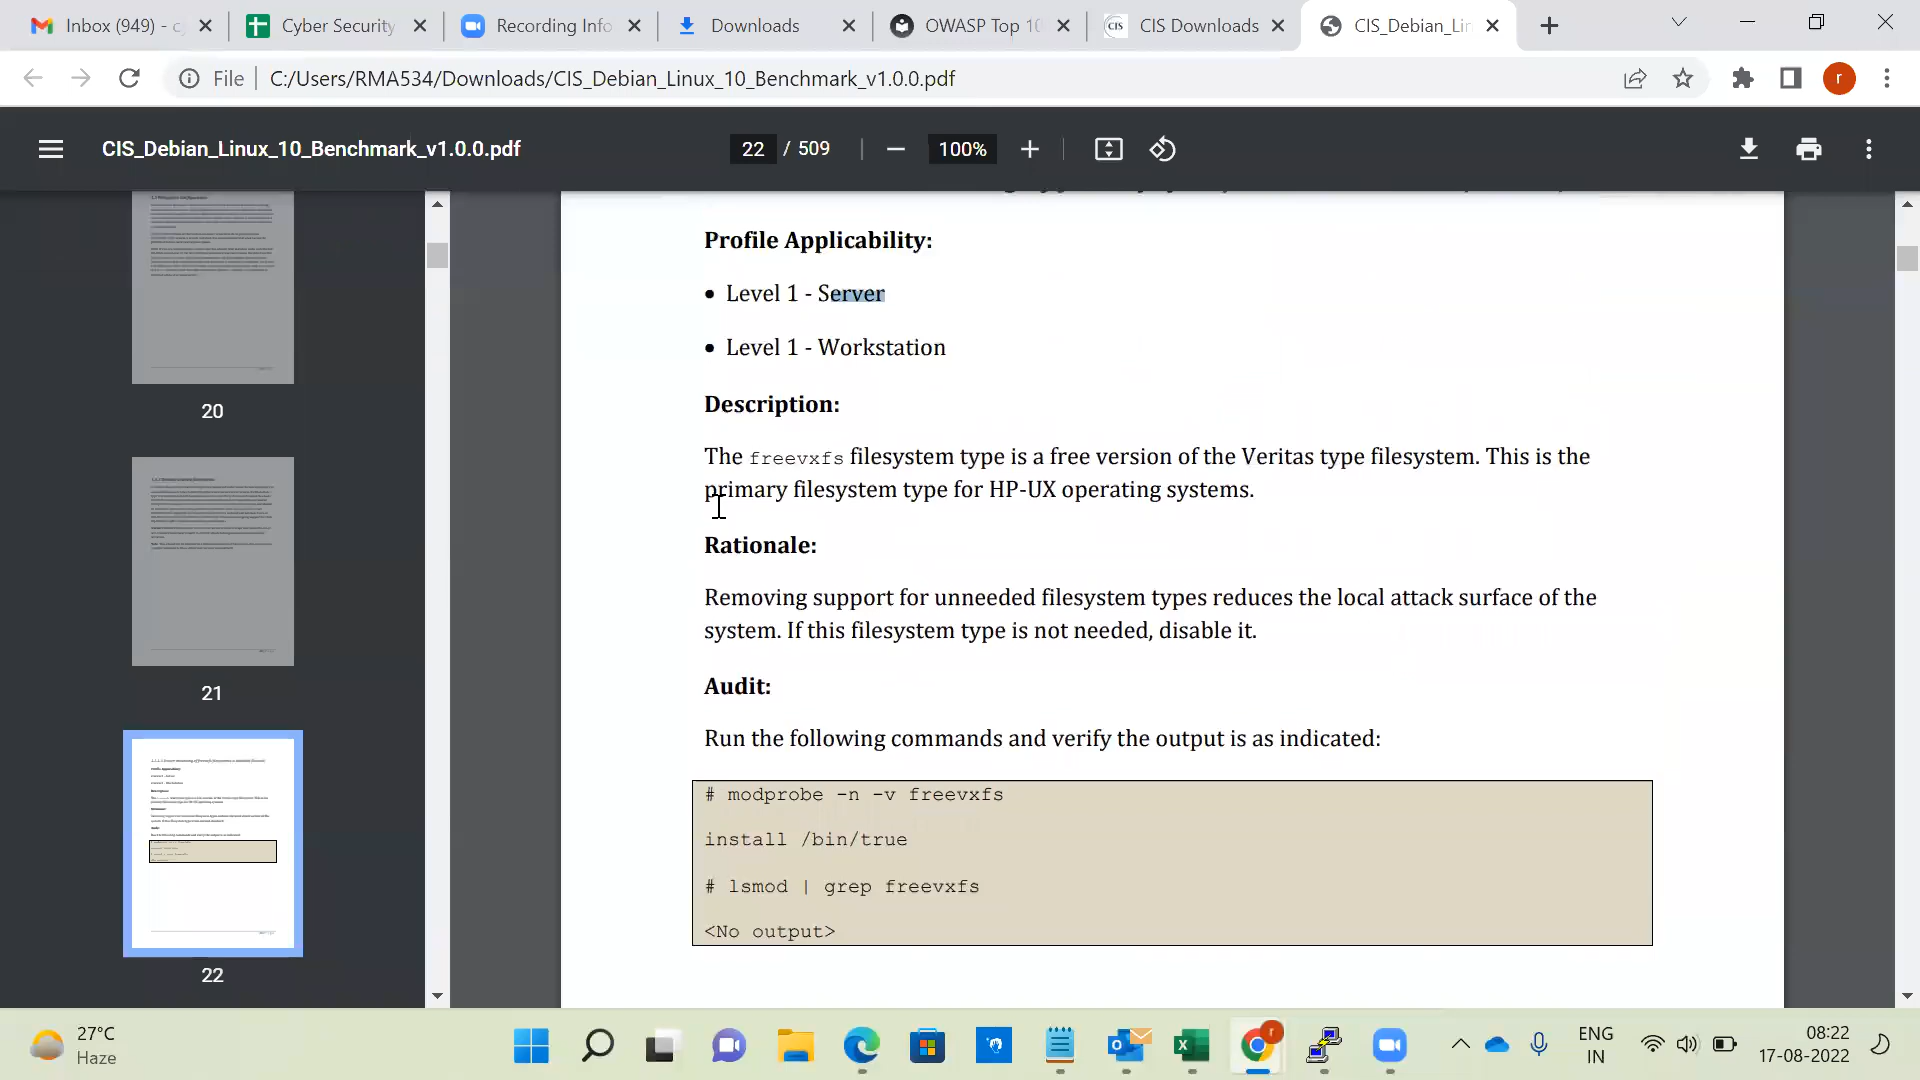 Inbox (949) - c
Cyber Security
Recording Info
Downloads
OWASP Top 10
CIS Downloads
CIS_Debian_Lin
File
C:/Users/RMA534/Downloads/CIS_Debian_Linux_10_Benchmark_v1.0.0.pdf
r
CIS_Debian_Linux_10_Benchmark_v1.0.0.pdf
22 / 509
100%
20
21
22
Profile Applicability:
• Level 1 - Server
• Level 1 - Workstation
Description:
The freevxfs filesystem type is a free version of the Veritas type filesystem. This is the
primary filesystem type for HP-UX operating systems.
Rationale:
Removing support for unneeded filesystem types reduces the local attack surface of the
system. If this filesystem type is not needed, disable it.
Audit:
Run the following commands and verify the output is as indicated:
# modprobe -n -v freevxfs
install /bin/true
# lsmod | grep freevxfs
<No output>
27°C
Haze
ENG
IN
08:22
17-08-2022